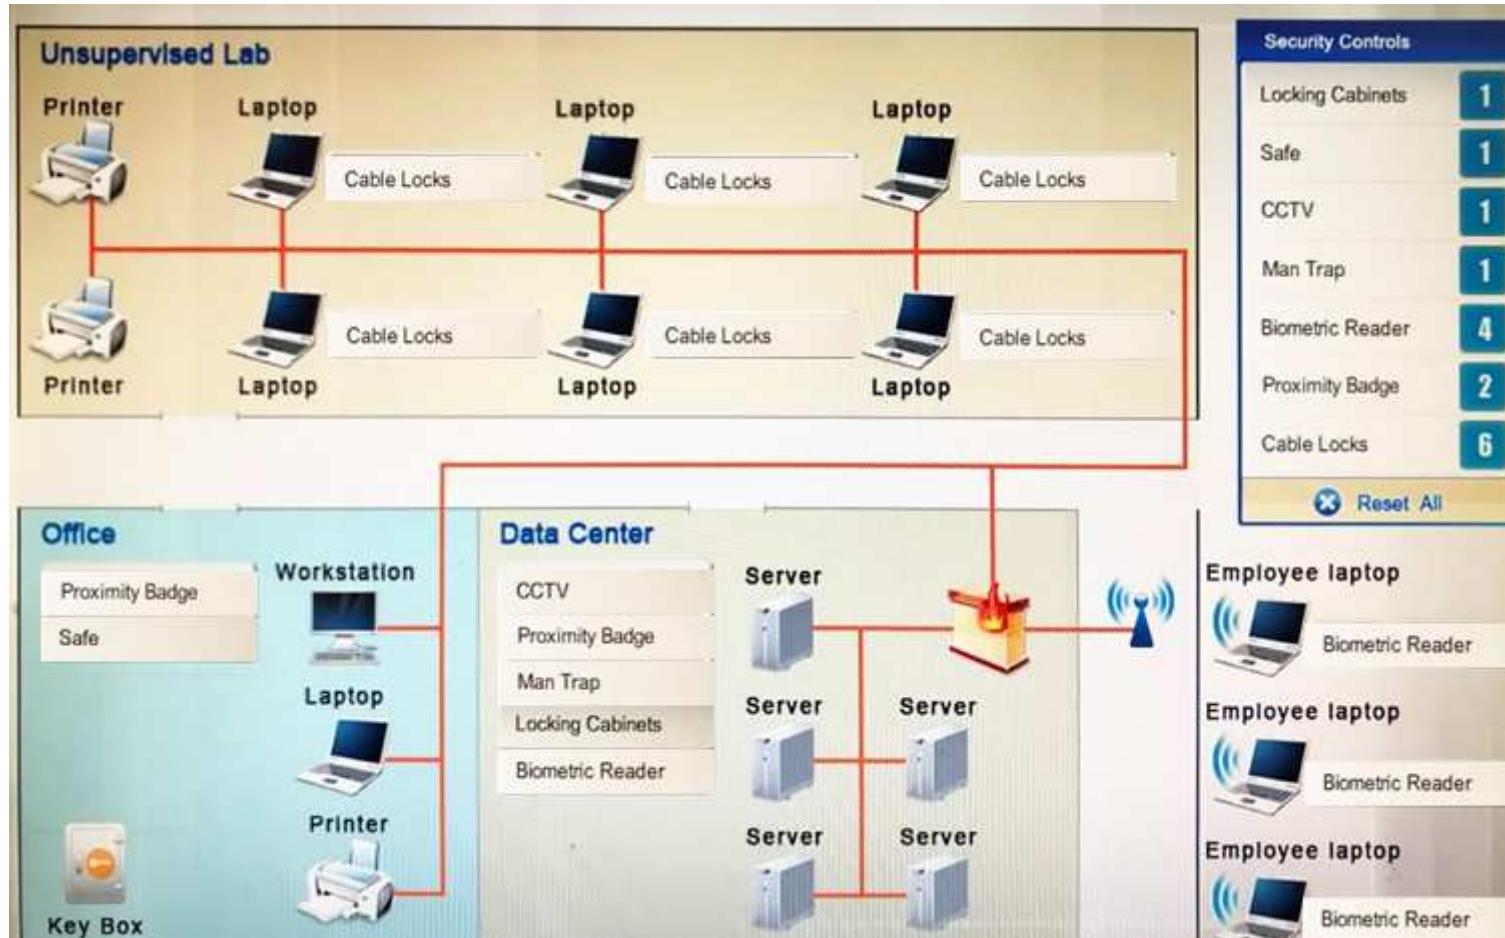 Unsupervised Lab
Printer
Laptop
Laptop
Laptop
Cable Locks
Cable Locks
Cable Locks
Cable Locks
Cable Locks
Cable Locks
Printer
Laptop
Laptop
Laptop
Security Controls
Locking Cabinets 1
Safe 1
CCTV 1
Man Trap 1
Biometric Reader 4
Proximity Badge 2
Cable Locks 6
Reset All
Office
Proximity Badge
Safe
Workstation
Laptop
Printer
Key Box
Data Center
CCTV
Proximity Badge
Man Trap
Locking Cabinets
Biometric Reader
Server
Server
Server
Server
Server
Employee laptop
Biometric Reader
Employee laptop
Biometric Reader
Employee laptop
Biometric Reader